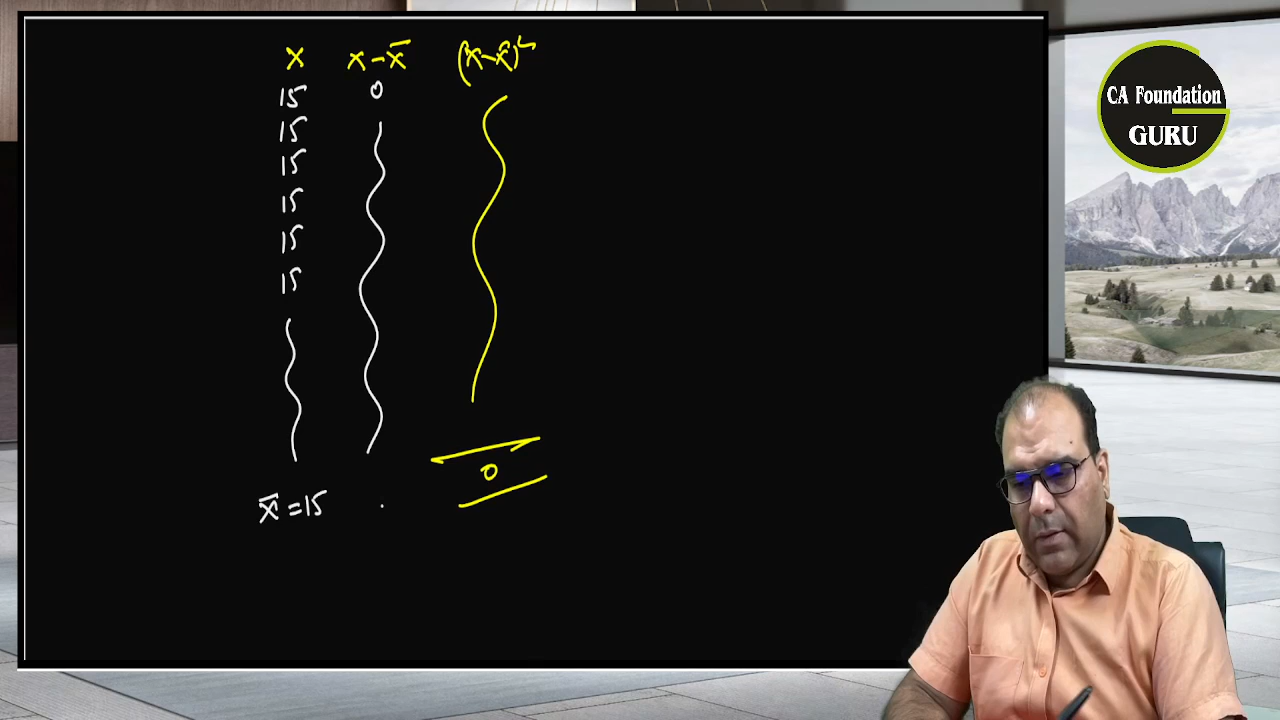 x x-x̄ (x-x̄)²
15 0
15
15
15
15
15
0
x̄ = 15
CA Foundation
GURU